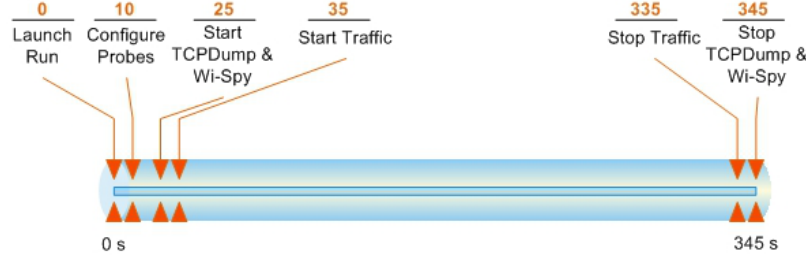 0
Launch
Run
10
Configure
Probes
25
Start
TCPDump &
Wi-Spy
35
Start Traffic
335
Stop Traffic
345
Stop
TCPDump &
Wi-Spy
0 s
345 s